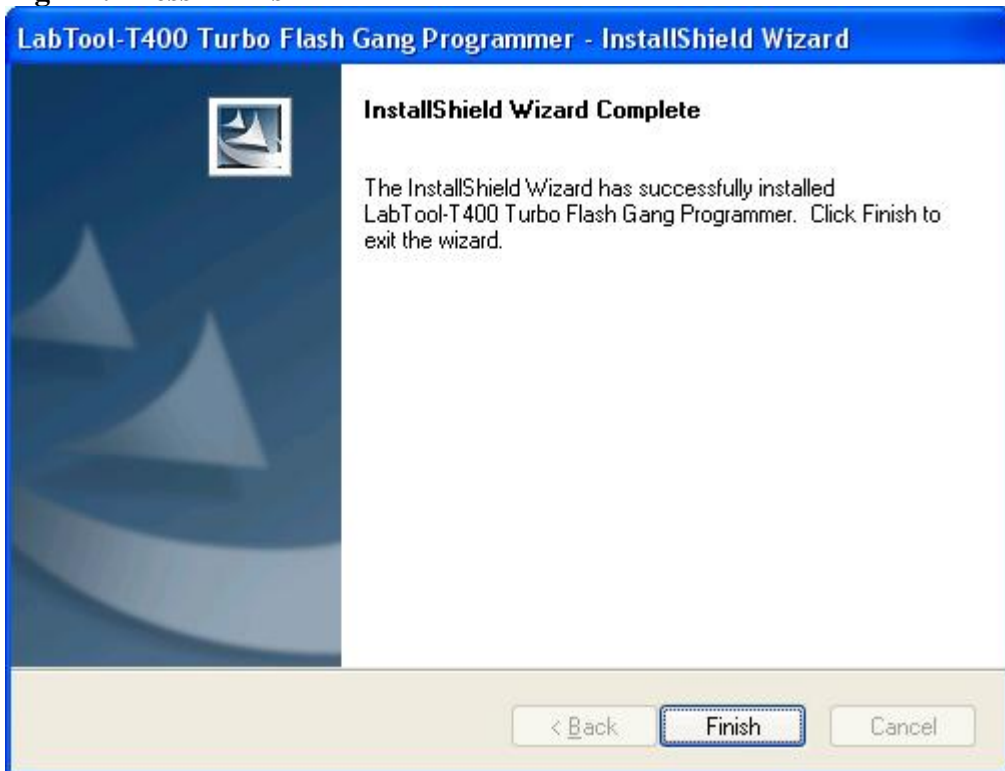 LabTool-T400 Turbo Flash Gang Programmer - InstallShield Wizard
InstallShield Wizard Complete
The InstallShield Wizard has successfully installed
LabTool-T400 Turbo Flash Gang Programmer. Click Finish to
exit the wizard.
< Back
Finish
Cancel